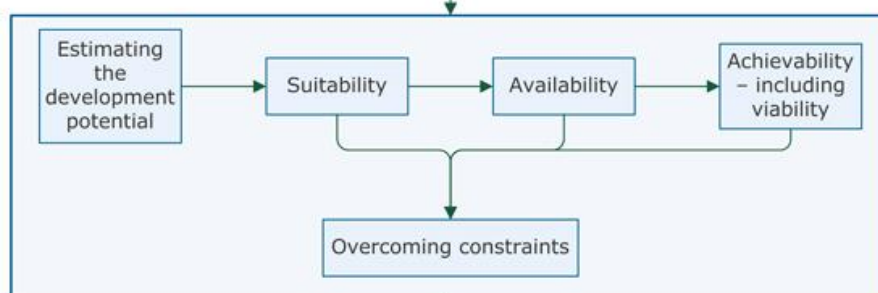 Estimating
the
development
potential
Suitability
Availability
Achievability
– including
viability
Overcoming constraints